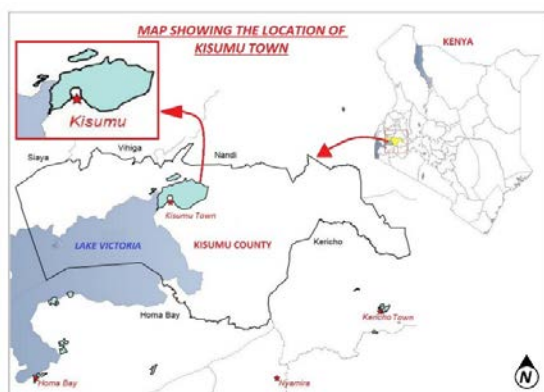 MAP SHOWING THE LOCATION OF
KISUMU TOWN
KENYA
Kisumu
Siaya
Vihiga
Nandi
Kisumu Town
LAKE VICTORIA
KISUMU COUNTY
Kericho
Homa Bay
Kericho Town
Homa Bay
Nyamira
N